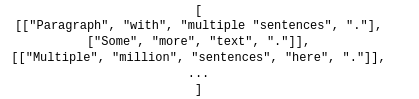 [
[["Paragraph", "with", "multiple "sentences", "."],
["Some", "more", "text", "."]],
[["Multiple", "million", "sentences", "here", "."]],
...
]